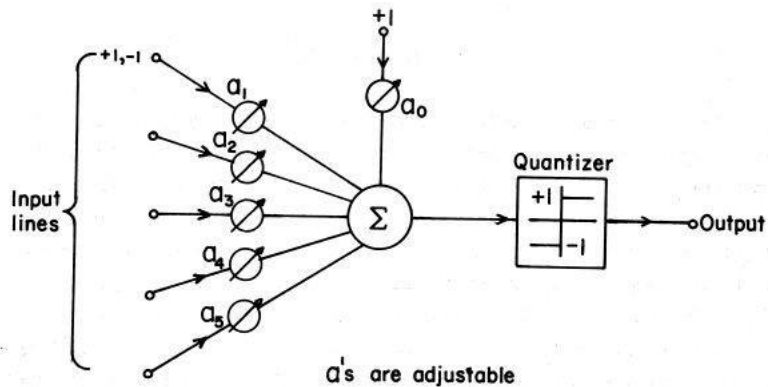 +1
+1,-1
a1
a0
a2
Quantizer
a3
+1
Input
lines
Σ
-1
Output
a4
a5
a's are adjustable